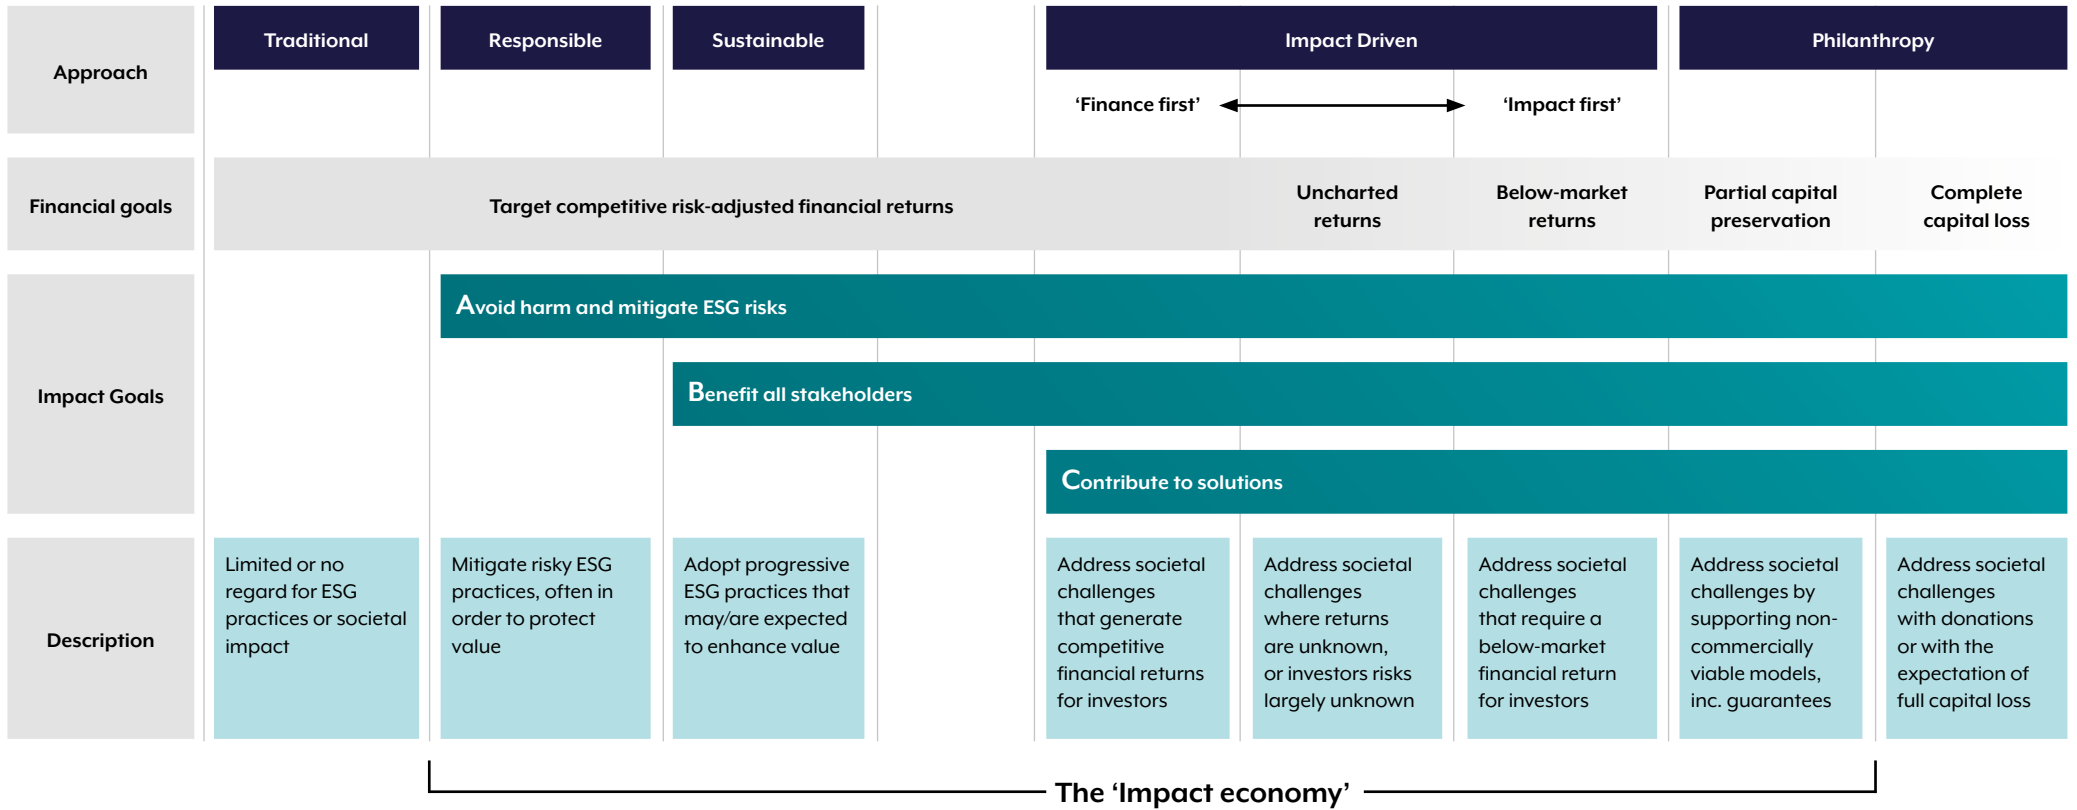 Approach
Traditional
Responsible
Sustainable
Impact Driven
Philanthropy
‘Finance first’
‘Impact first’
Financial goals
Target competitive risk-adjusted financial returns
Uncharted
returns
Below-market
returns
Partial capital
preservation
Complete
capital loss
Impact Goals
Avoid harm and mitigate ESG risks
Benefit all stakeholders
Contribute to solutions
Description
Limited or no
regard for ESG
practices or societal
impact
Mitigate risky ESG
practices, often in
order to protect
value
Adopt progressive
ESG practices that
may/are expected
to enhance value
Address societal
challenges
that generate
competitive
financial returns
for investors
Address societal
challenges
where returns
are unknown,
or investors risks
largely unknown
Address societal
challenges
that require a
below-market
financial return
for investors
Address societal
challenges by
supporting non-
commercially
viable models,
inc. guarantees
Address societal
challenges
with donations
or with the
expectation of
full capital loss
The ‘Impact economy’